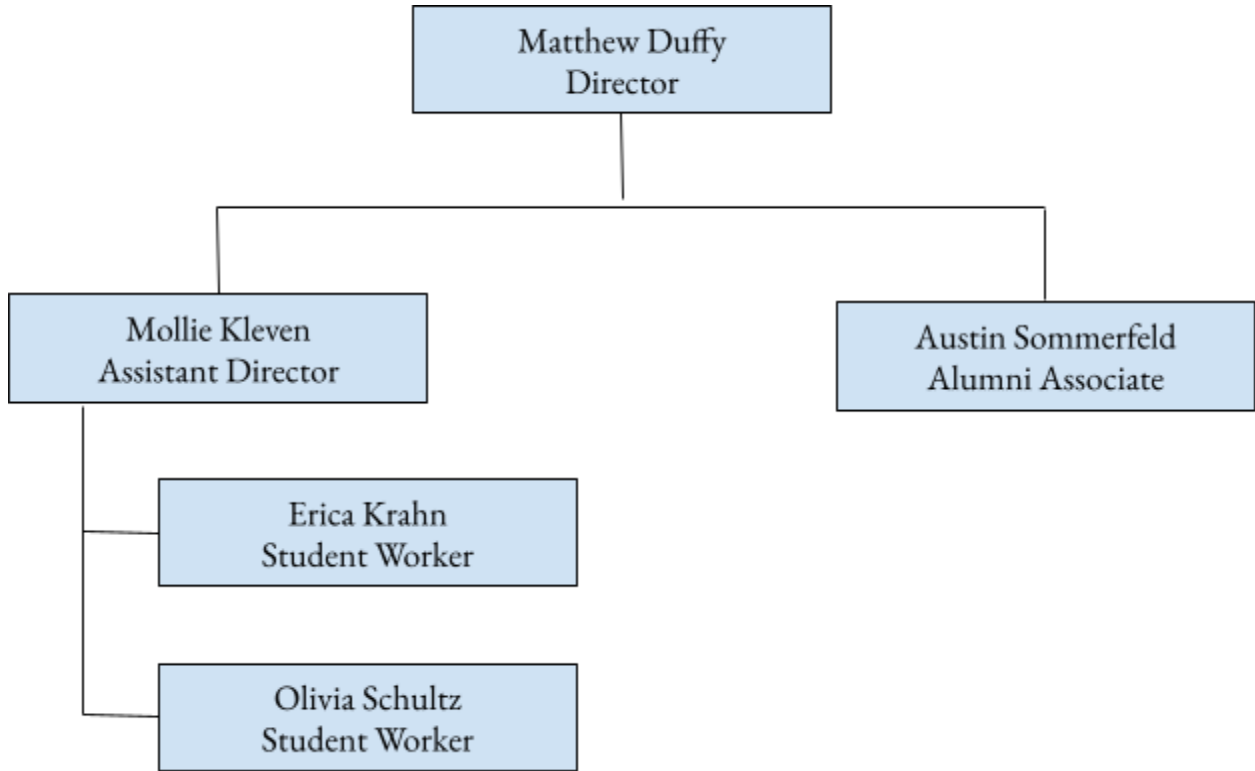 Matthew Duffy
Director
Mollie Kleven
Assistant Director
Austin Sommerfeld
Alumni Associate
Erica Krahn
Student Worker
Olivia Schultz
Student Worker